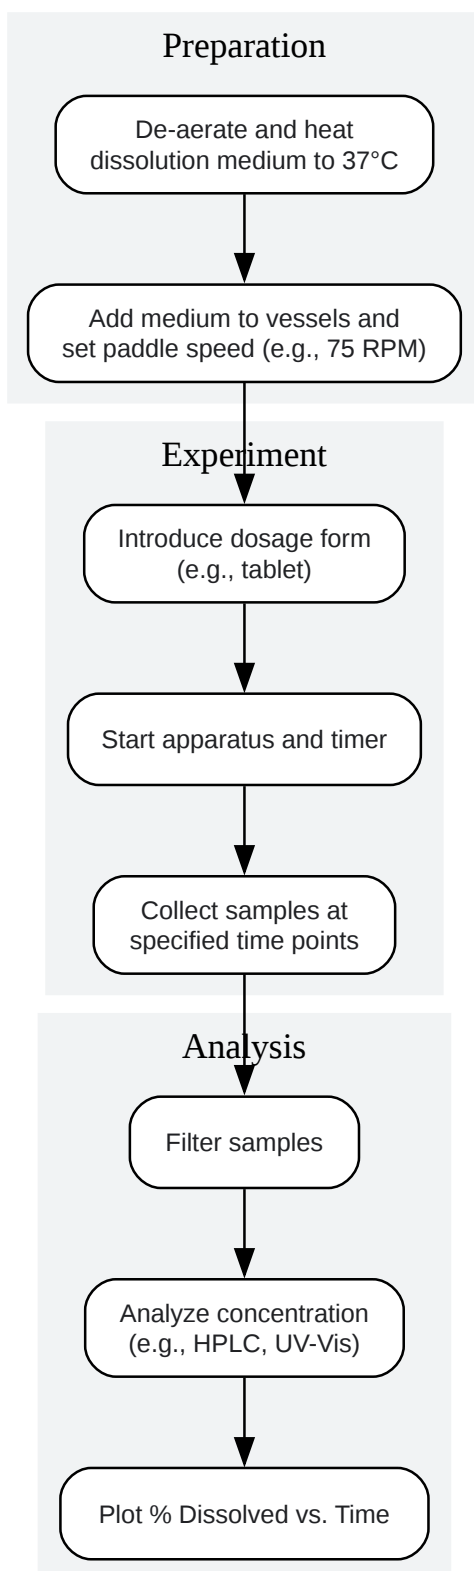 Preparation
De-aerate and heat
dissolution medium to 37°C
Add medium to vessels and
set paddle speed (e.g., 75 RPM)
Experiment
Introduce dosage form
(e.g., tablet)
Start apparatus and timer
Collect samples at
specified time points
Analysis
Filter samples
Analyze concentration
(e.g., HPLC, UV-Vis)
Plot % Dissolved vs. Time